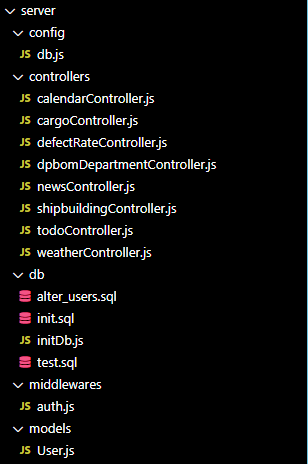 server
config
JS db.js
controllers
JS calendarController.js
JS cargoController.js
JS defectRateController.js
JS dpbomDepartmentController.js
JS newsController.js
JS shipbuildingController.js
JS todoController.js
JS weatherController.js
db
alter_users.sql
init.sql
JS initDb.js
test.sql
middlewares
JS auth.js
models
JS User.js